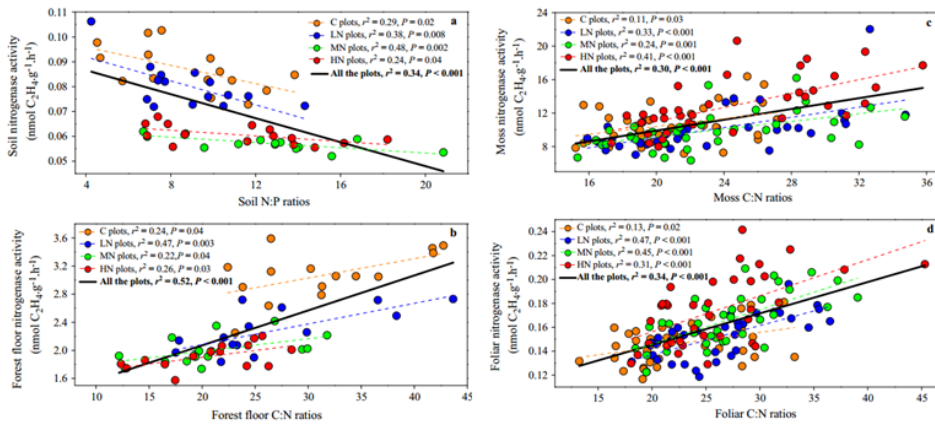 C plots, r² = 0.29, P = 0.02
LN plots, r² = 0.38, P = 0.008
MN plots, r² = 0.48, P = 0.002
HN plots, r² = 0.24, P = 0.04
All the plots, r² = 0.34, P < 0.001
a
Soil nitrogenase activity
(nmol C₂H₄·g⁻¹·h⁻¹)
0.11
0.10
0.09
0.08
0.07
0.06
0.05
4
8
12
16
20
Soil N:P ratios
C plots, r² = 0.11, P = 0.03
LN plots, r² = 0.33, P < 0.001
MN plots, r² = 0.24, P = 0.001
HN plots, r² = 0.41, P < 0.001
All the plots, r² = 0.30, P < 0.001
c
Moss nitrogenase activity
(nmol C₂H₄·g⁻¹·h⁻¹)
24
20
16
12
8
16
20
24
28
32
36
Moss C:N ratios
C plots, r² = 0.24, P = 0.04
LN plots, r² = 0.47, P = 0.003
MN plots, r² = 0.22, P = 0.04
HN plots, r² = 0.26, P = 0.03
All the plots, r² = 0.52, P < 0.001
b
Forest floor nitrogenase activity
(nmol C₂H₄·g⁻¹·h⁻¹)
3.6
3.0
2.4
1.8
10
15
20
25
30
35
40
45
Forest floor C:N ratios
C plots, r² = 0.13, P = 0.02
LN plots, r² = 0.47, P < 0.001
MN plots, r² = 0.45, P < 0.001
HN plots, r² = 0.31, P < 0.001
All the plots, r² = 0.34, P < 0.001
d
Foliar nitrogenase activity
(nmol C₂H₄·g⁻¹·h⁻¹)
0.24
0.20
0.16
0.14
0.12
15
20
25
30
35
40
45
Foliar C:N ratios